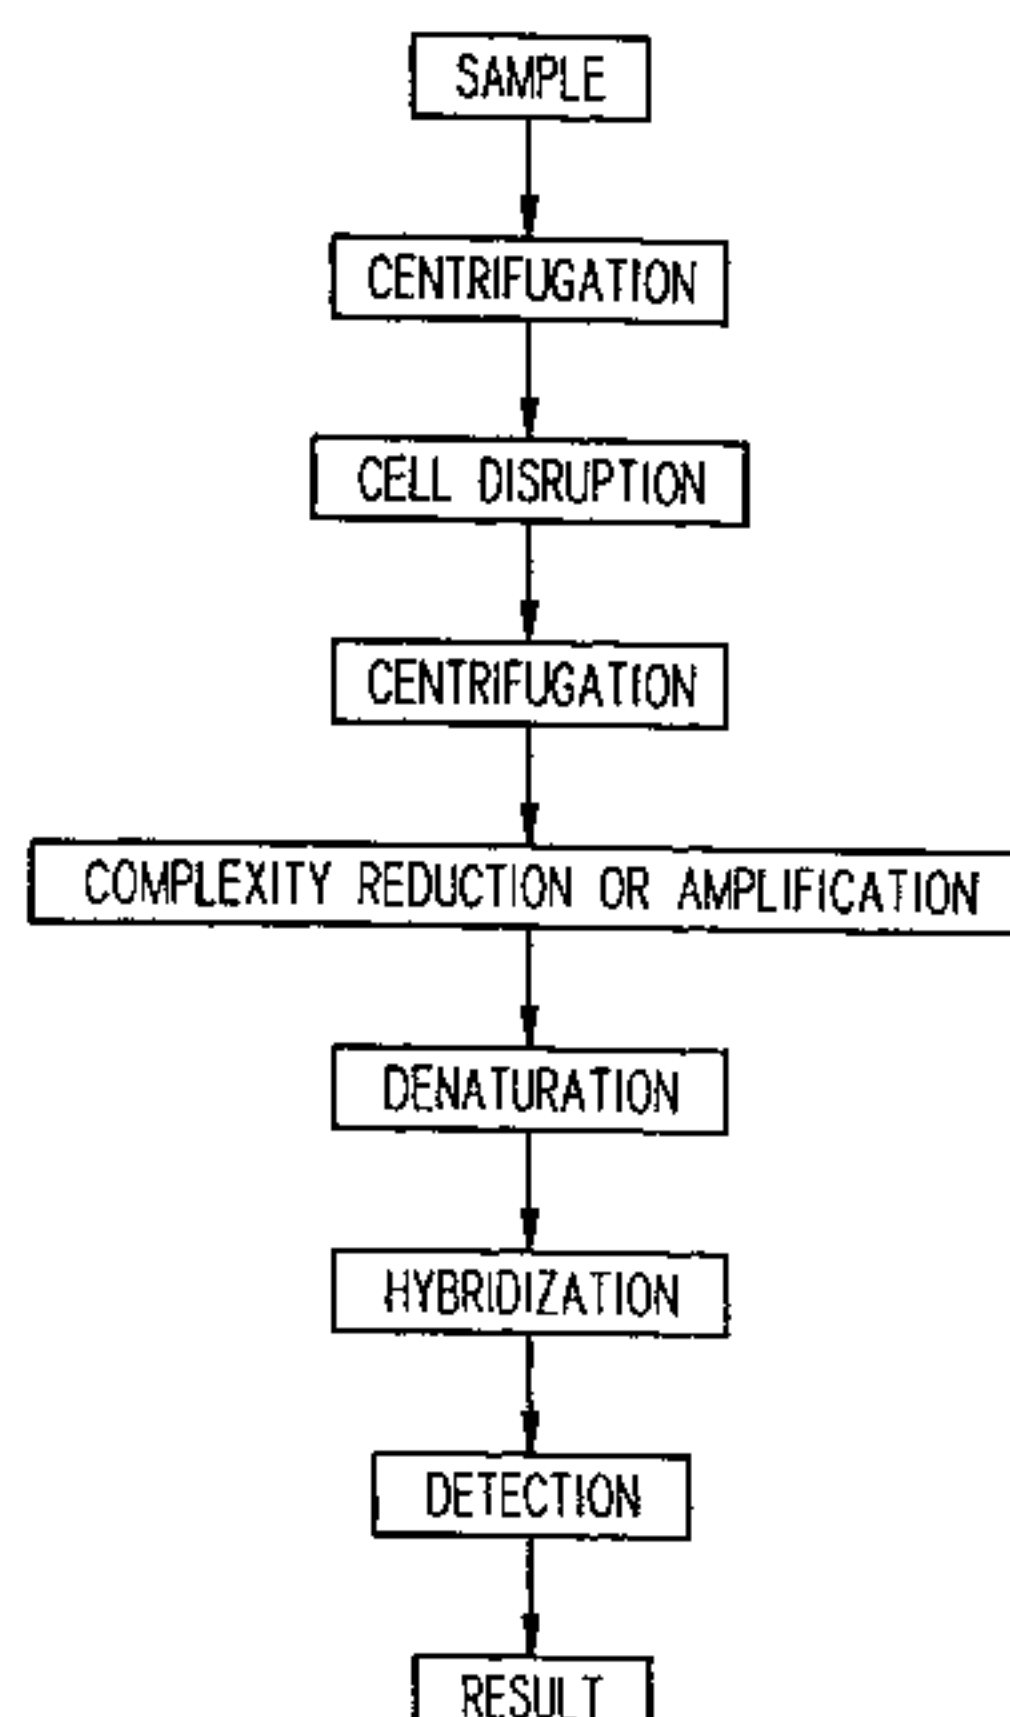 SAMPLE
CENTRIFUGATION
CELL DISRUPTION
CENTRIFUGATION
COMPLEXITY REDUCTION OR AMPLIFICATION
DENATURATION
HYBRIDIZATION
DETECTION
RESULT